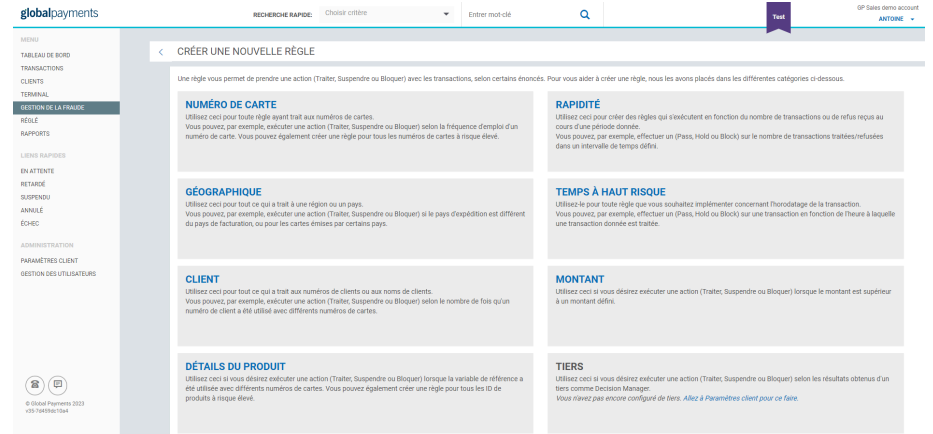 globalpayments
RECHERCHE RAPIDE:
Choisir critère
Entrer mot-clé
Test
GP Sales demo account
ANTOINE
MENU
TABLEAU DE BORD
TRANSACTIONS
CLIENTS
TERMINAL
GESTION DE LA FRAUDE
RÉGLÉ
RAPPORTS
LIENS RAPIDES
EN ATTENTE
RETARDÉ
SUSPENDU
ANNULÉ
ÉCHEC
ADMINISTRATION
PARAMÈTRES CLIENT
GESTION DES UTILISATEURS
© Global Payments 2023
v35-7d459dc10a4
< CRÉER UNE NOUVELLE RÈGLE
Une règle vous permet de prendre une action (Traiter, Suspendre ou Bloquer) avec les transactions, selon certains énoncés. Pour vous aider à créer une règle, nous les avons placés dans les différentes catégories ci-dessous.
NUMÉRO DE CARTE
Utilisez ceci pour toute règle ayant trait aux numéros de cartes.
Vous pouvez, par exemple, exécuter une action (Traiter, Suspendre ou Bloquer) selon la fréquence d'emploi d'un
numéro de carte. Vous pouvez également créer une règle pour tous les numéros de cartes à risque élevé.
RAPIDITÉ
Utilisez ceci pour créer des règles qui s'exécutent en fonction du nombre de transactions ou de refus reçus au
cours d'une période donnée.
Vous pouvez, par exemple, effectuer un (Pass, Hold ou Block) sur le nombre de transactions traitées/refusées
dans un intervalle de temps défini.
GÉOGRAPHIQUE
Utilisez ceci pour tout ce qui a trait à une région ou un pays.
Vous pouvez, par exemple, exécuter une action (Traiter, Suspendre ou Bloquer) si le pays d'expédition est différent
du pays de facturation, ou pour les cartes émises par certains pays.
TEMPS À HAUT RISQUE
Utilisez-le pour toute règle que vous souhaitez implémenter concernant l'horodatage de la transaction.
Vous pouvez, par exemple, effectuer un (Pass, Hold ou Block) sur une transaction en fonction de l'heure à laquelle
une transaction donnée est traitée.
CLIENT
Utilisez ceci pour tout ce qui a trait aux numéros de clients ou aux noms de clients.
Vous pouvez, par exemple, exécuter une action (Traiter, Suspendre ou Bloquer) selon le nombre de fois qu'un
numéro de client a été utilisé avec différents numéros de cartes.
MONTANT
Utilisez ceci si vous désirez exécuter une action (Traiter, Suspendre ou Bloquer) lorsque le montant est supérieur
à un montant défini.
DÉTAILS DU PRODUIT
Utilisez ceci si vous désirez exécuter une action (Traiter, Suspendre ou Bloquer) lorsque la variable de référence a
été utilisée avec différents numéros de cartes. Vous pouvez également créer une règle pour tous les ID de
produits à risque élevé.
TIERS
Utilisez ceci si vous désirez exécuter une action (Traiter, Suspendre ou Bloquer) selon les résultats obtenus d'un
tiers comme Decision Manager.
Vous n'avez pas encore configuré de tiers. Allez à Paramètres client pour ce faire.